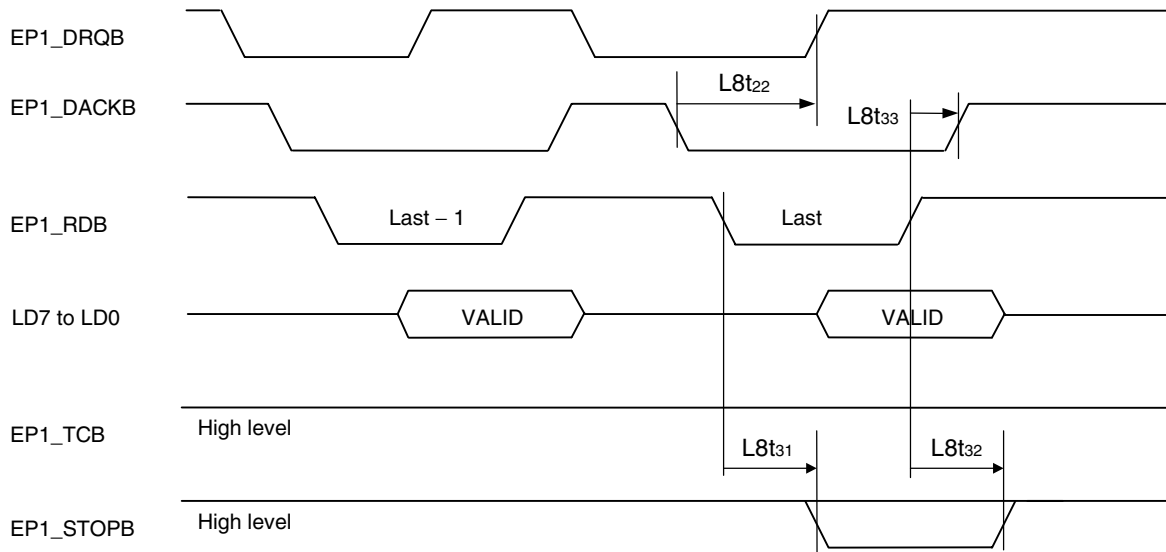 EP1_DRQB
L8t22
EP1_DACKB
L8t33
EP1_RDB
Last – 1
Last
LD7 to LD0
VALID
VALID
EP1_TCB
High level
L8t31
L8t32
EP1_STOPB
High level